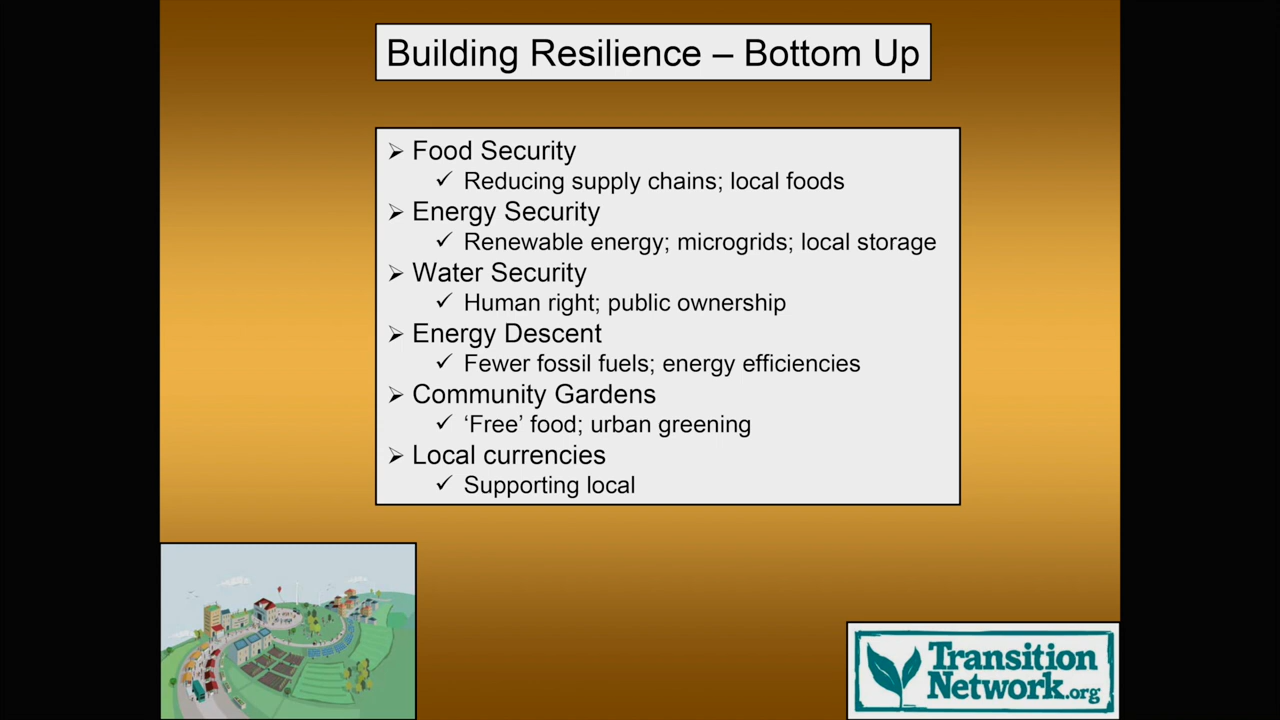 Building Resilience – Bottom Up
➢ Food Security
✓ Reducing supply chains; local foods
➢ Energy Security
✓ Renewable energy; microgrids; local storage
➢ Water Security
✓ Human right; public ownership
➢ Energy Descent
✓ Fewer fossil fuels; energy efficiencies
➢ Community Gardens
✓ ‘Free’ food; urban greening
➢ Local currencies
✓ Supporting local
Transition
Network.org